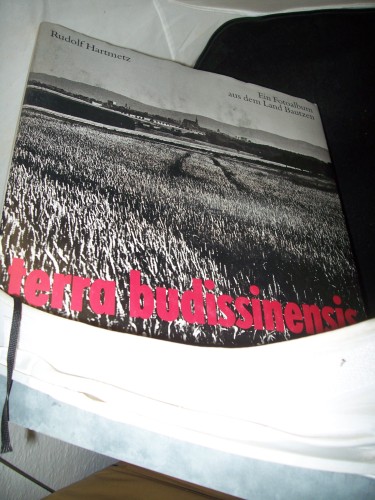 Rudolf Hartmetz
Ein Fotoalbum
aus dem Land Bautzen
terra budissinensis